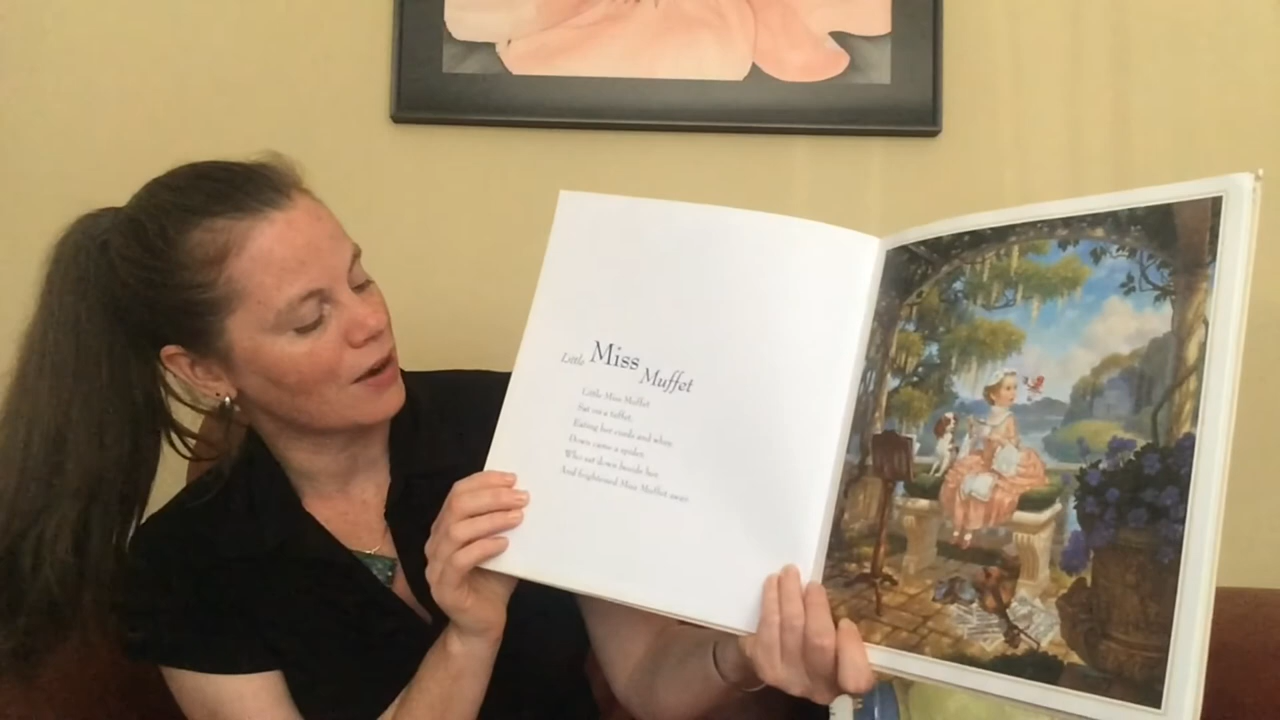 Little Miss Muffet
Little Miss Muffet
Sat on a tuffet,
Eating her curds and whey.
Down came a spider,
Who sat down beside her
And frightened Miss Muffet away.